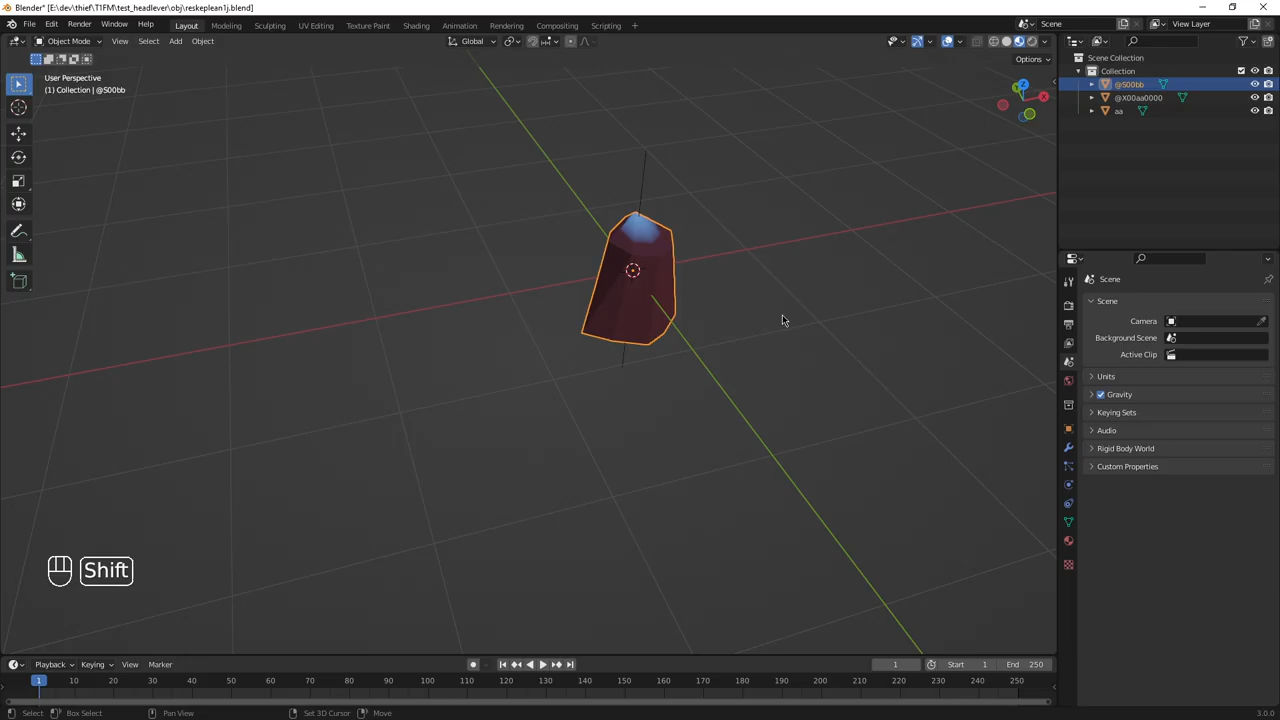 Blender* [E:\dev\thief\T1FM\test_headlever\obj\reskeplean1j.blend]
File Edit Render Window Help
Layout Modeling Sculpting UV Editing Texture Paint Shading Animation Rendering Compositing Scripting +
Scene
View Layer
Object Mode View Select Add Object
Global
Options
User Perspective
(1) Collection | @S00bb
Z
X
Y
Scene Collection
Collection
@S00bb
@X00aa0000
aa
Scene
Scene
Camera
Background Scene
Active Clip
Units
Gravity
Keying Sets
Audio
Rigid Body World
Custom Properties
Shift
Playback Keying View Marker
1
Start 1
End 250
1 10 20 30 40 50 60 70 80 90 100 110 120 130 140 150 160 170 180 190 200 210 220 230 240 250
Select Box Select Pan View Set 3D Cursor Move
3.0.0